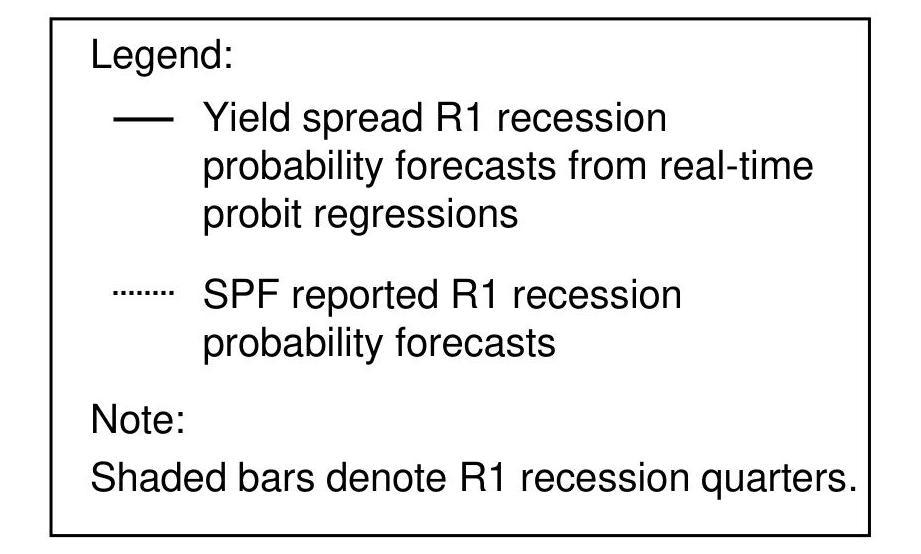 Legend:
Yield spread R1 recession
probability forecasts from real-time
probit regressions
SPF reported R1 recession
probability forecasts
Note:
Shaded bars denote R1 recession quarters.